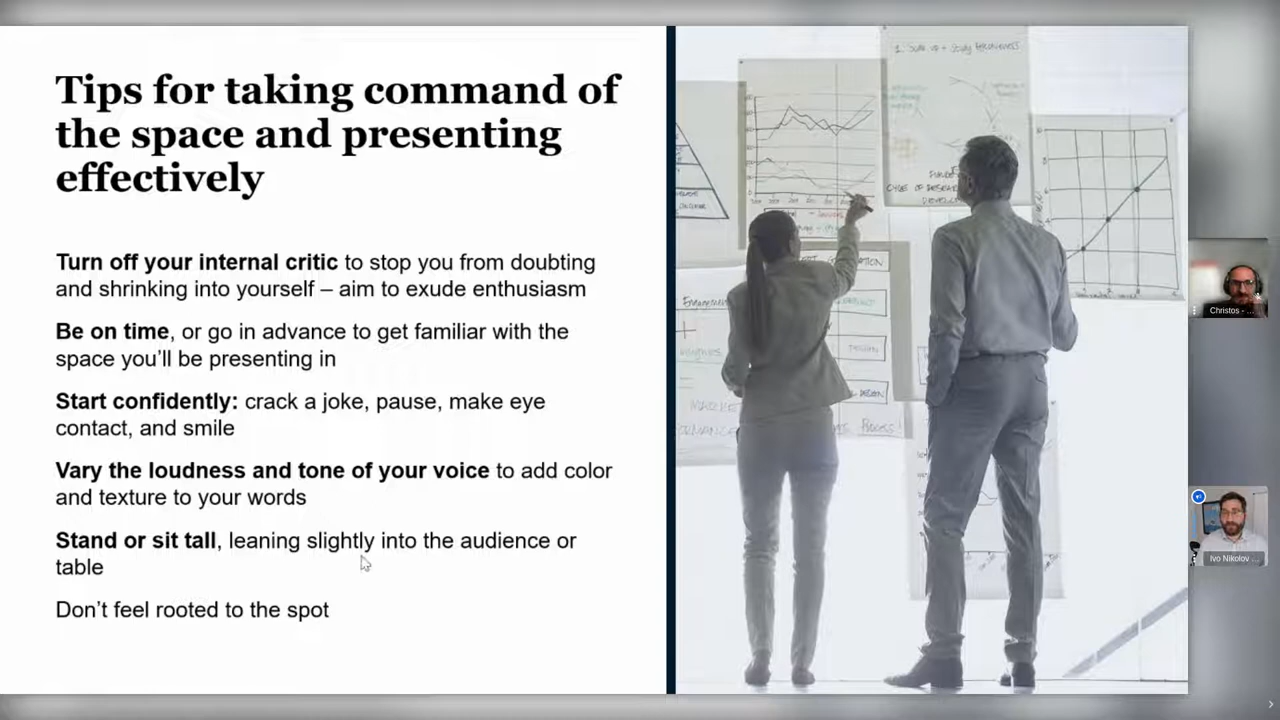 Tips for taking command of
the space and presenting
effectively
Turn off your internal critic to stop you from doubting
and shrinking into yourself – aim to exude enthusiasm
Be on time, or go in advance to get familiar with the
space you’ll be presenting in
Start confidently: crack a joke, pause, make eye
contact, and smile
Vary the loudness and tone of your voice to add color
and texture to your words
Stand or sit tall, leaning slightly into the audience or
table
Don’t feel rooted to the spot
Christos - ...
Ivo Nikolov ...